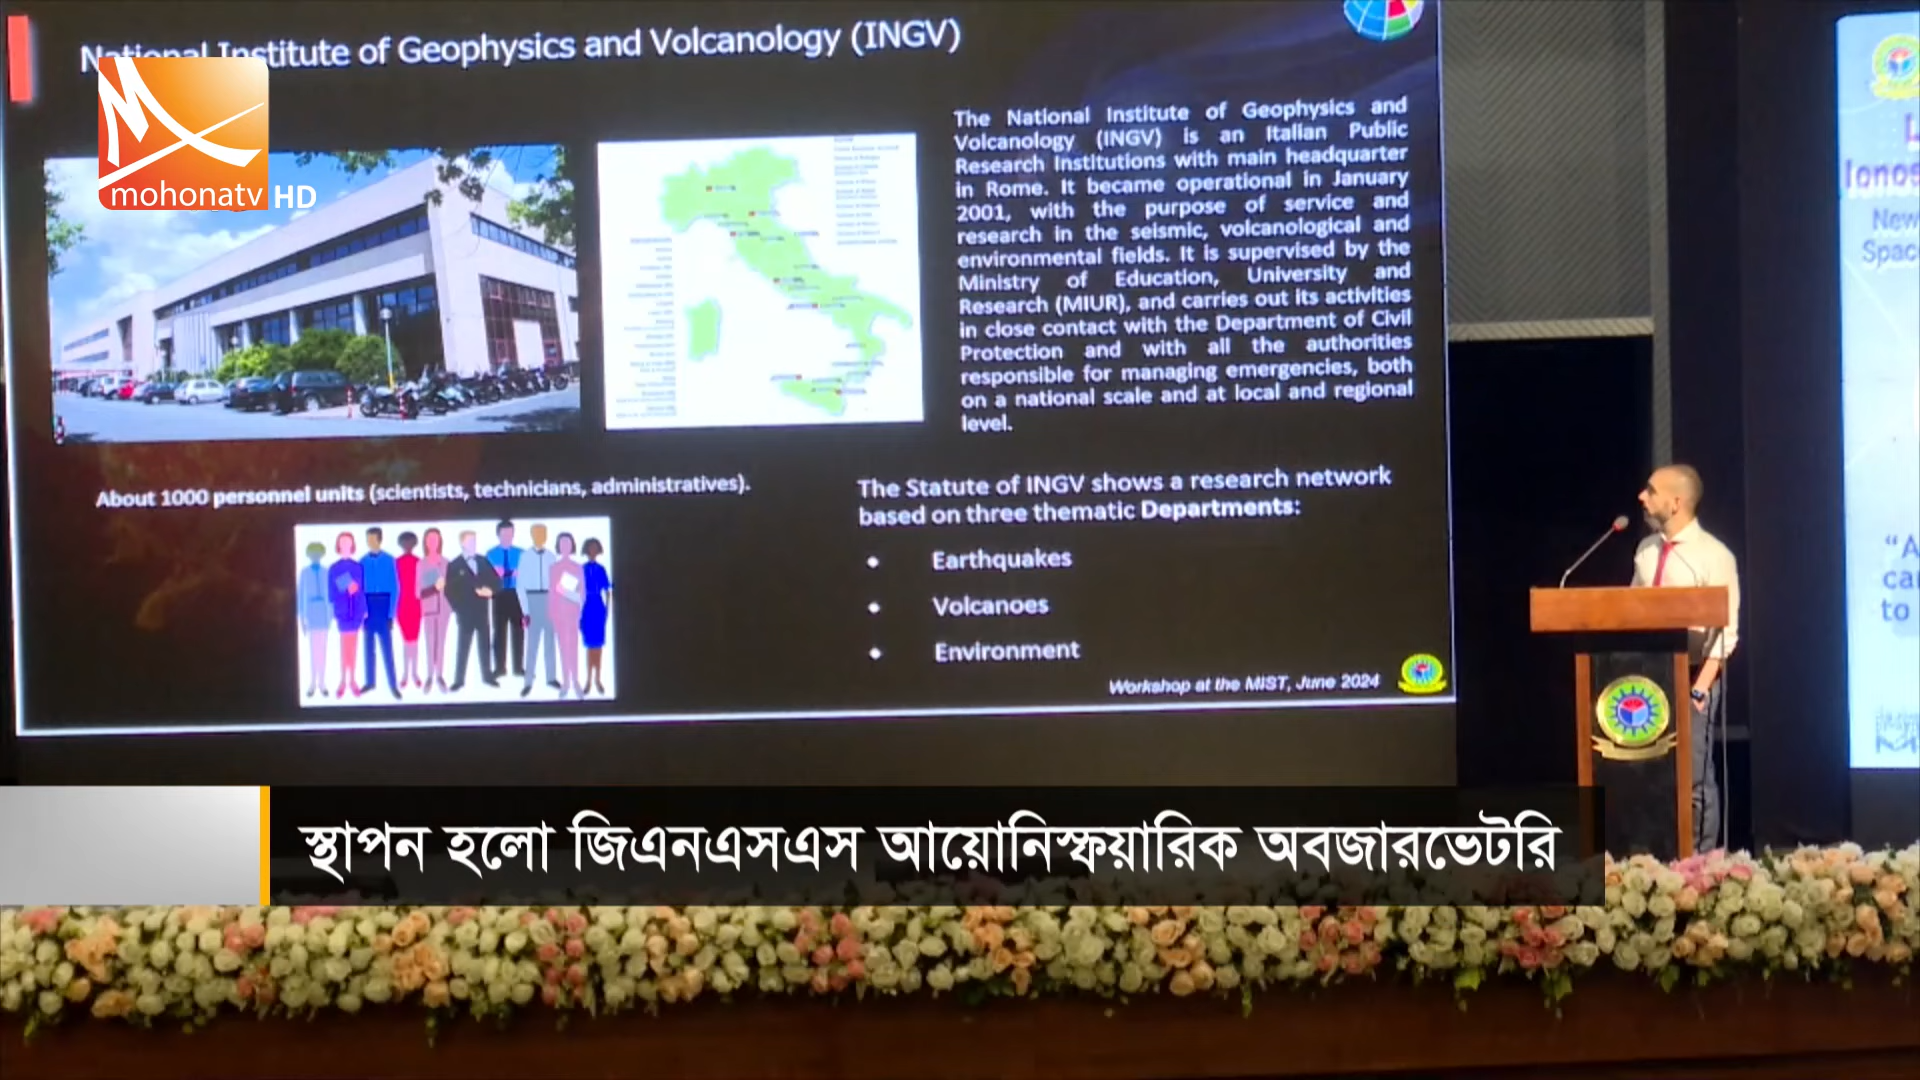 National Institute of Geophysics and Volcanology (INGV)
mohonatv HD
The National Institute of Geophysics and
Volcanology (INGV) is an Italian Public
Research Institutions with main headquarter
in Rome. It became operational in January
2001, with the purpose of service and
research in the seismic, volcanological and
environmental fields. It is supervised by the
Ministry of Education, University and
Research (MIUR), and carries out its activities
in close contact with the Department of Civil
Protection and with all the authorities
responsible for managing emergencies, both
on a national scale and at local and regional
level.
About 1000 personnel units (scientists, technicians, administratives).
The Statute of INGV shows a research network
based on three thematic Departments:
• Earthquakes
• Volcanoes
• Environment
Workshop at the MIST, June 2024
Ionos
New
Spac
“A
ca
to
স্থাপন হলো জিএনএসএস আয়োনিস্ফয়ারিক অবজারভেটরি